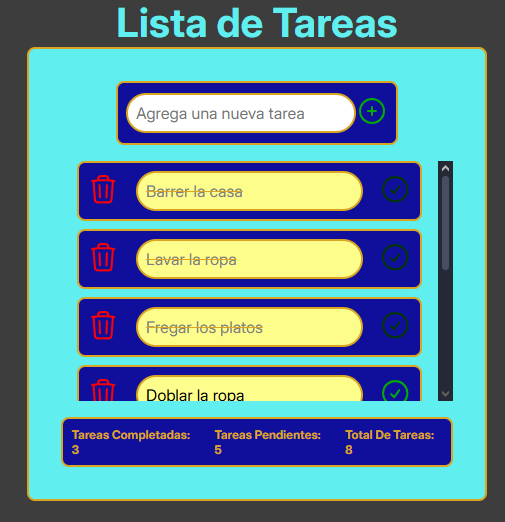 Lista de Tareas
Agrega una nueva tarea
Barrer la casa
Lavar la ropa
Fregar los platos
Doblar la ropa
Tareas Completadas: Tareas Pendientes: Total De Tareas:
3 5 8